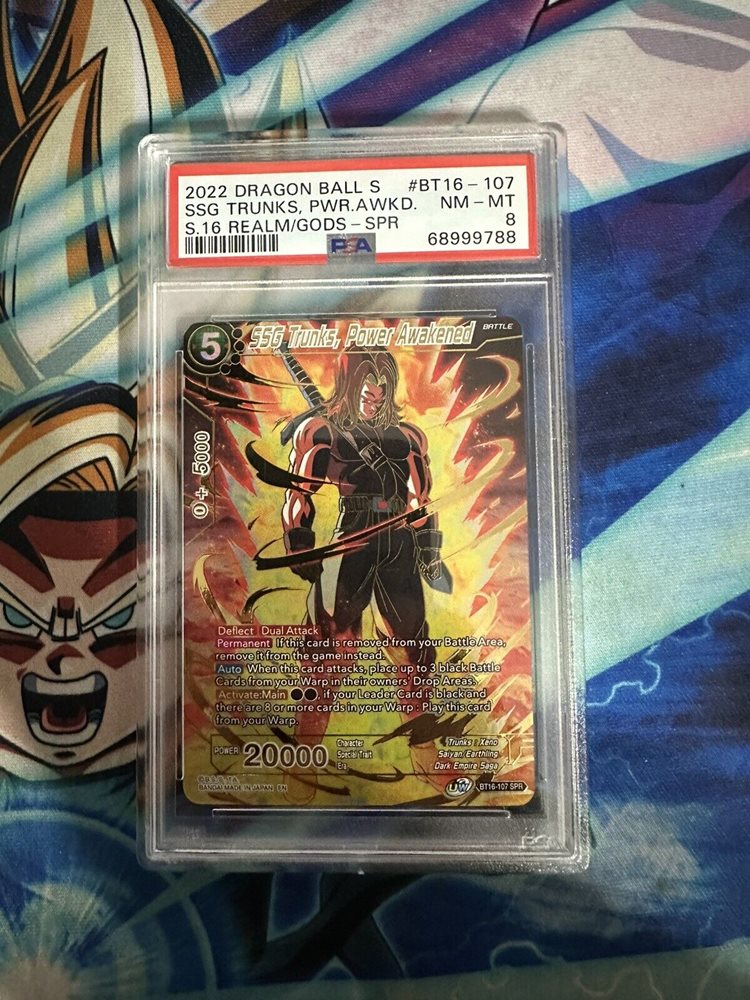 2022 DRAGON BALL S #BT16-107
SSG TRUNKS, PWR.AWKD. NM-MT
S.16 REALM/GODS-SPR 8
PSA 68999788
5 SSG Trunks, Power Awakened BATTLE
0+ 5000
Deflect Dual Attack
Permanent If this card is removed from your Battle Area,
remove it from the game instead.
Auto When this card attacks, place up to 3 black Battle
Cards from your Warp in their owners' Drop Areas.
Activate:Main , if your Leader Card is black and
there are 8 or more cards in your Warp : Play this card
from your Warp.
POWER 20000
Character Trunks : Xeno
Special Trait Saiyan/Earthling
Era Dark Empire Saga
©B.S./S.,T.A.
BANDAI MADE IN JAPAN EN
UW BT16-107 SPR
PSA